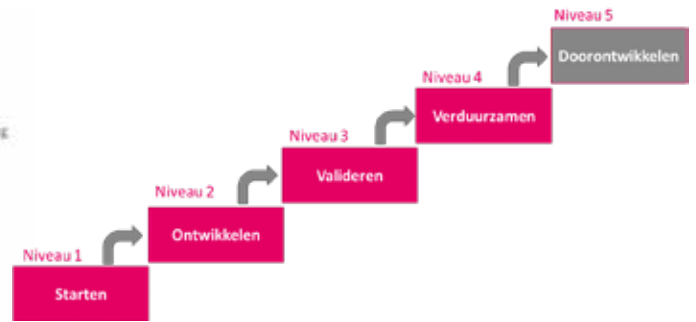 Niveau 5
Doorontwikkelen
Niveau 4
Verduurzamen
Niveau 3
Valideren
Niveau 2
Ontwikkelen
Niveau 1
Starten